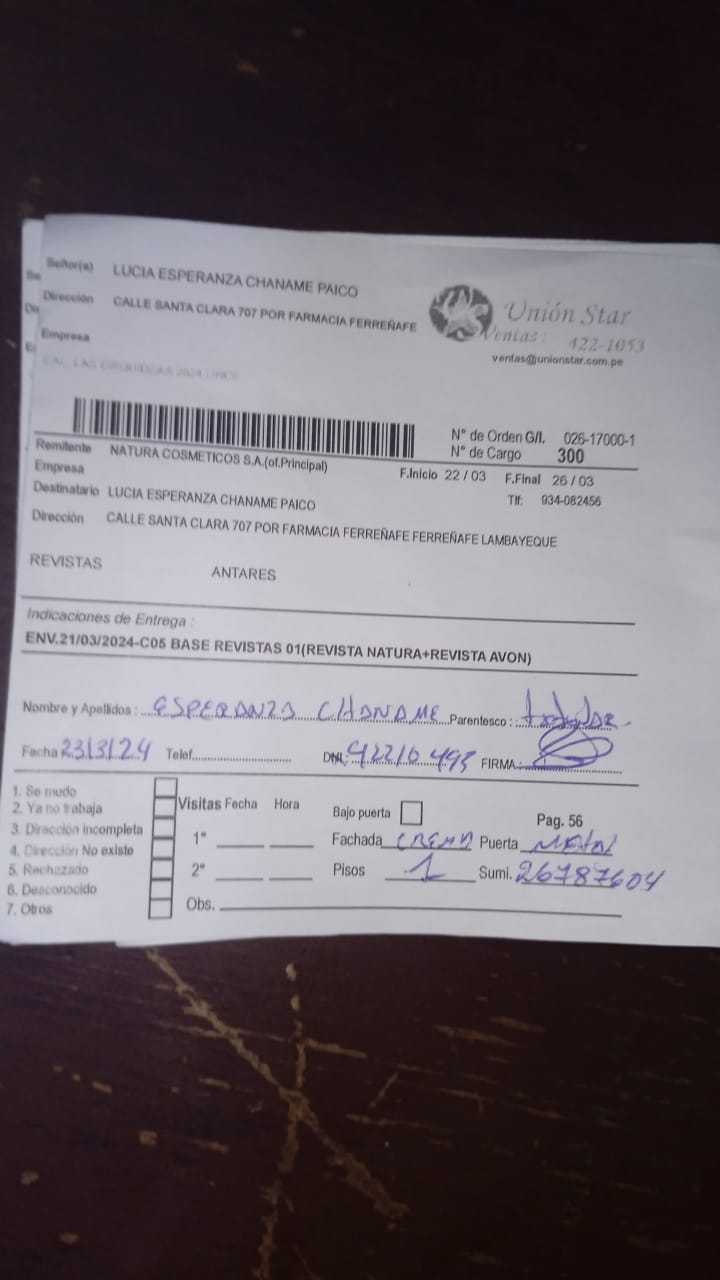 Señor(a) LUCIA ESPERANZA CHANAME PAICO
Dirección CALLE SANTA CLARA 707 POR FARMACIA FERREÑAFE
Empresa
Unión Star
Ventas: 422-1053
ventas@unionstar.com.pe
N° de Orden G/I. 026-17000-1
N° de Cargo 300
Remitente NATURA COSMETICOS S.A.(of.Principal)
Empresa
F.Inicio 22 / 03 F.Final 26 / 03
Destinatario LUCIA ESPERANZA CHANAME PAICO
Tlf: 934-082456
Dirección CALLE SANTA CLARA 707 POR FARMACIA FERREÑAFE FERREÑAFE LAMBAYEQUE
REVISTAS ANTARES
Indicaciones de Entrega :
ENV.21/03/2024-C05 BASE REVISTAS 01(REVISTA NATURA+REVISTA AVON)
Nombre y Apellidos : ESPERANZA CHANAME Parentesco :
Fecha 23/3/24 Telef. DNI: FIRMA:
1. Se mudo
2. Ya no trabaja
3. Dirección incompleta
4. Dirección No existe
5. Rechazado
6. Desconocido
7. Otros
Visitas Fecha Hora
1°
2°
Obs.
Bajo puerta Pag. 56
Fachada CREMA Puerta Metal
Pisos 1 Sumi. 26787604